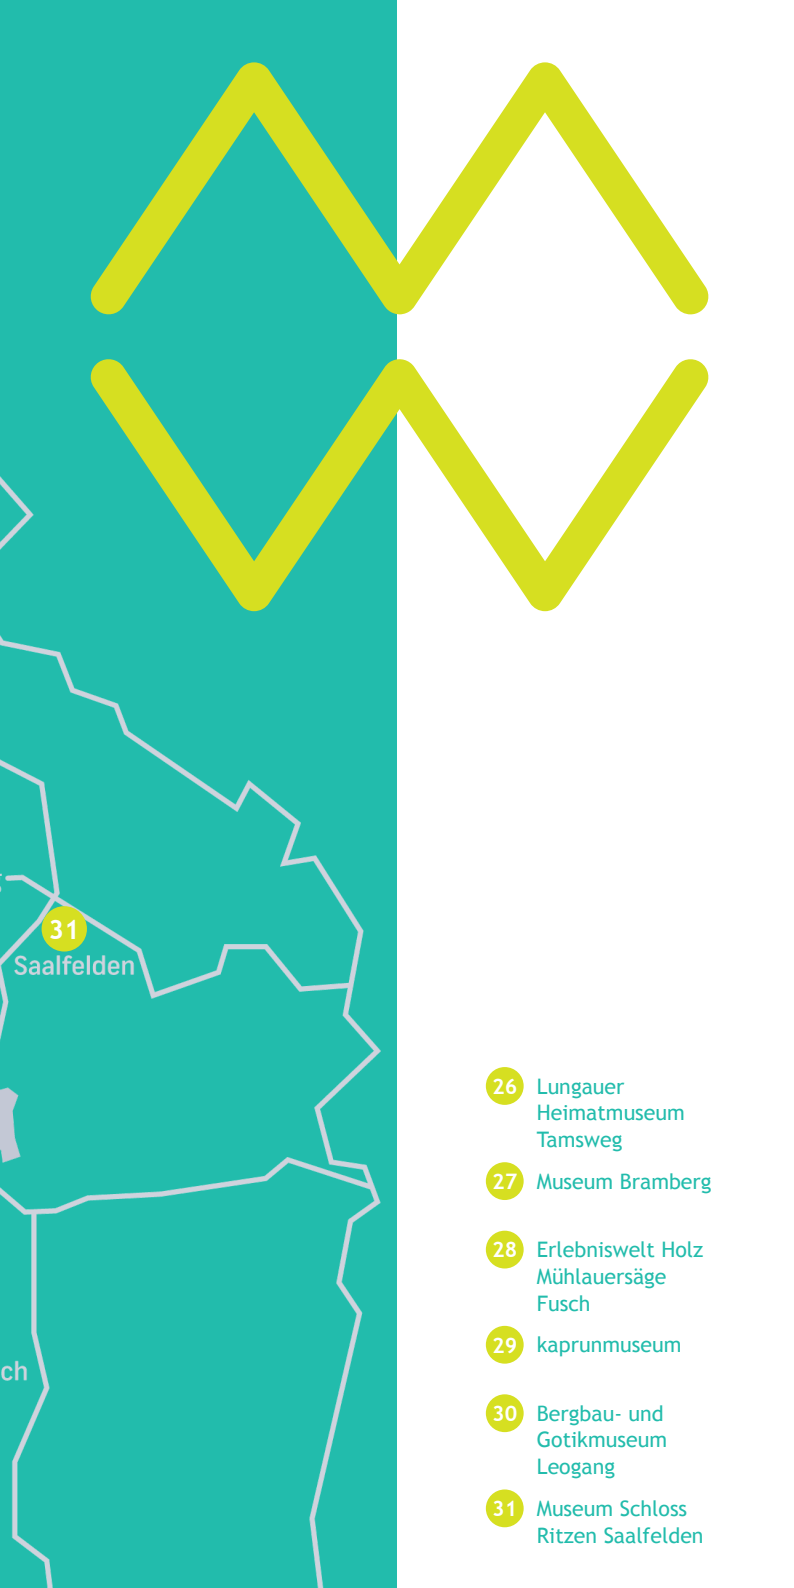 31
Saalfelden
ch
26 Lungauer
Heimatmuseum
Tamsweg
27 Museum Bramberg
28 Erlebniswelt Holz
Mühlauersäge
Fusch
29 kaprunmuseum
30 Bergbau- und
Gotikmuseum
Leogang
31 Museum Schloss
Ritzen Saalfelden